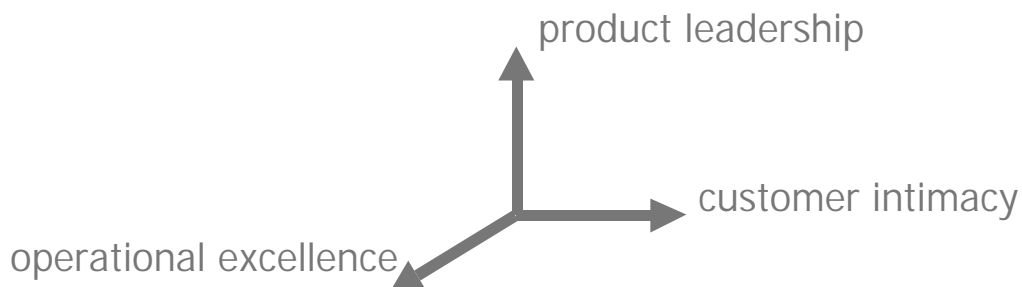 product leadership
customer intimacy
operational excellence